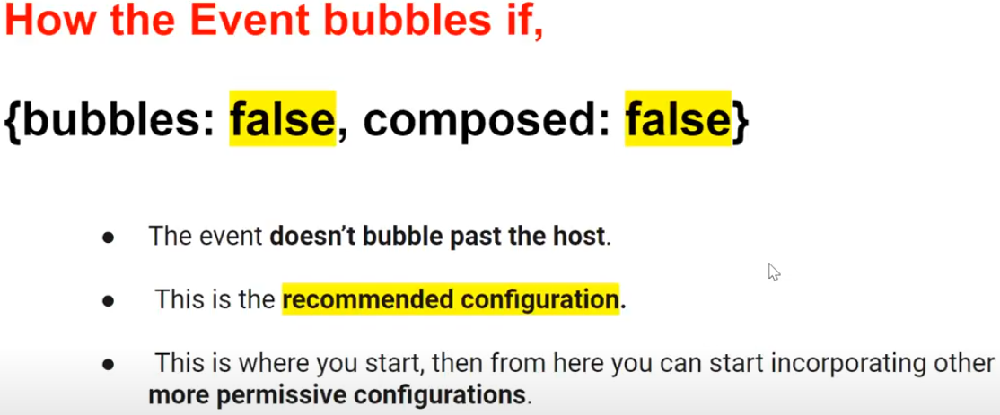 How the Event bubbles if,
{bubbles: false, composed: false}
● The event doesn’t bubble past the host.
● This is the recommended configuration.
● This is where you start, then from here you can start incorporating other
more permissive configurations.